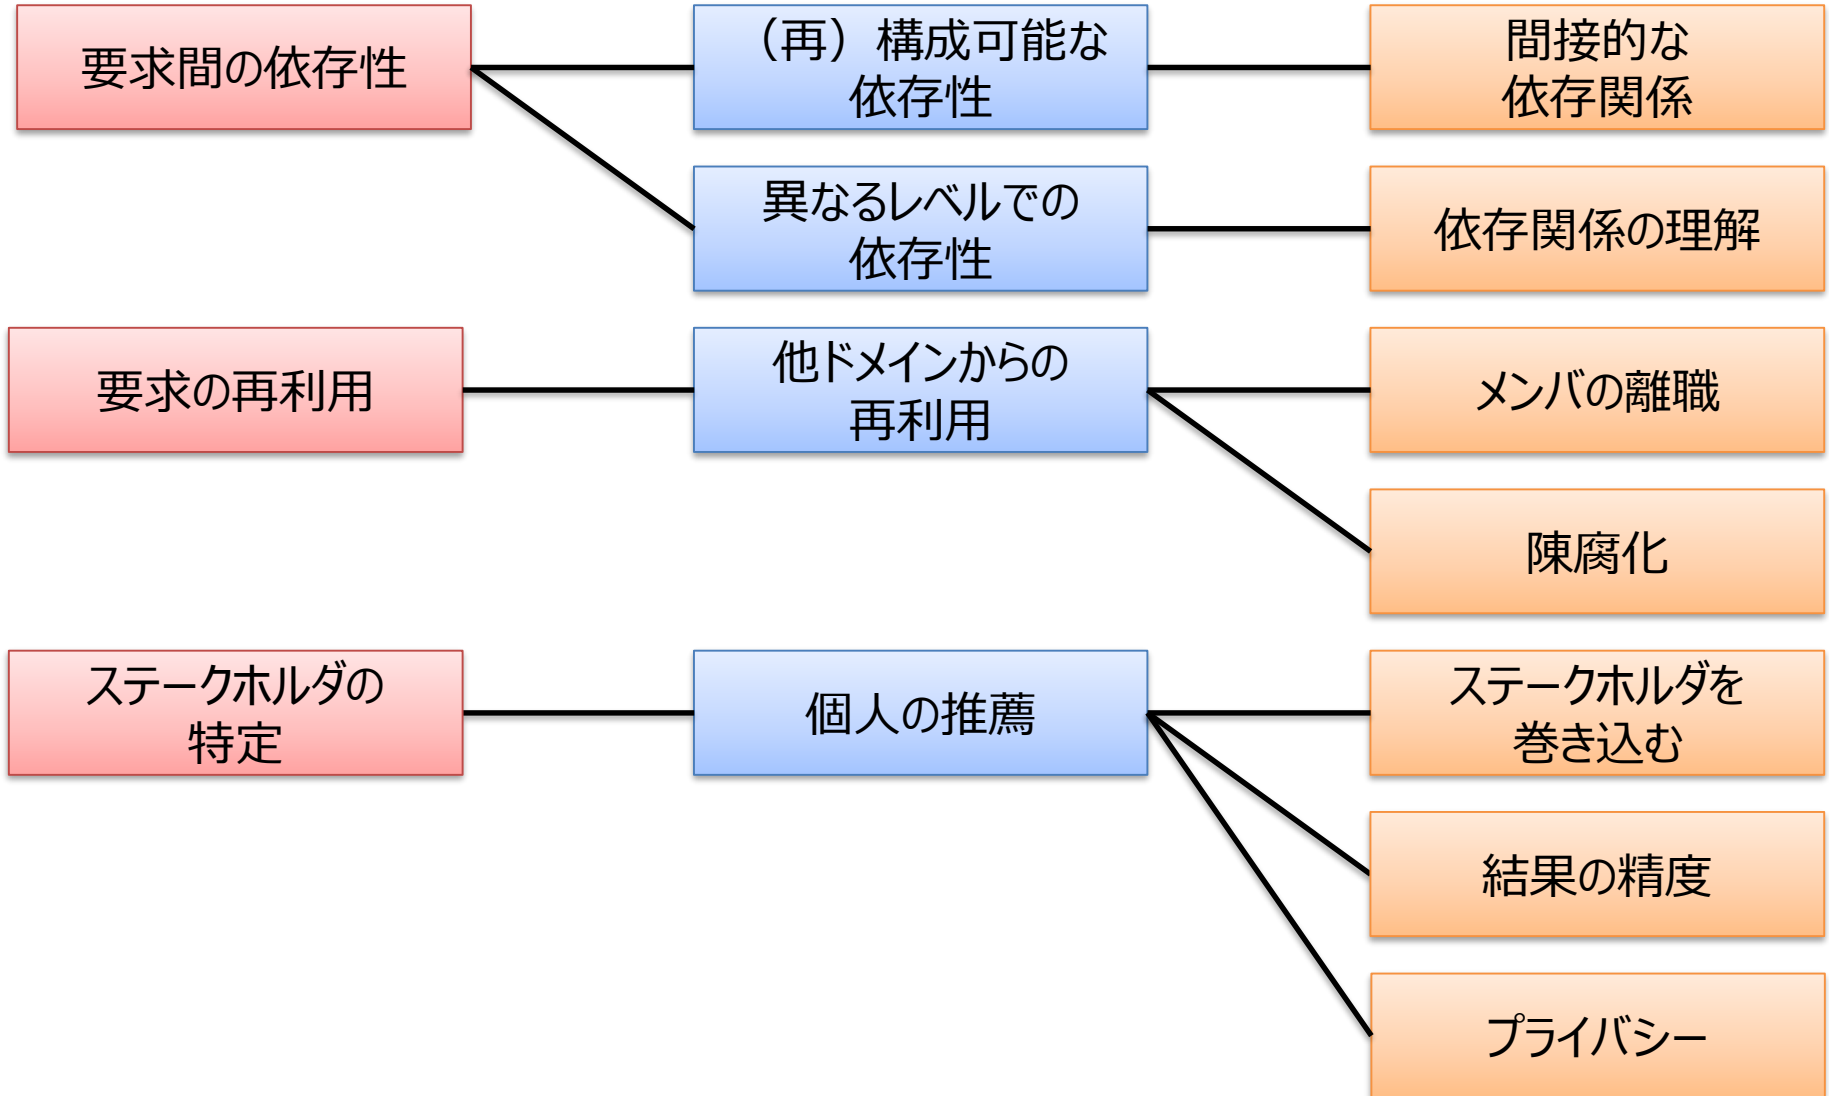 要求間の依存性
（再）構成可能な
依存性
間接的な
依存関係
異なるレベルでの
依存性
依存関係の理解
要求の再利用
他ドメインからの
再利用
メンバの離職
陳腐化
ステークホルダの
特定
個人の推薦
ステークホルダを
巻き込む
結果の精度
プライバシー